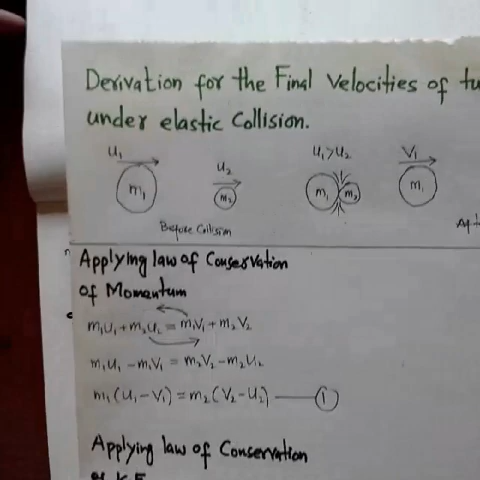 Derivation for the Final Velocities of
under elastic Collision.
U₁ U₂ U₁>U₂ V₁
m₁ m₂ m₁ m₂ m₁
Before Collision
Applying law of Conservation
of Momentum
m₁U₁+m₂U₂=m₁V₁+m₂V₂
m₁U₁-m₁V₁=m₂V₂-m₂U₂
m₁(U₁-V₁)=m₂(V₂-U₂) ——— 1
Applying law of Conservation
of K.E